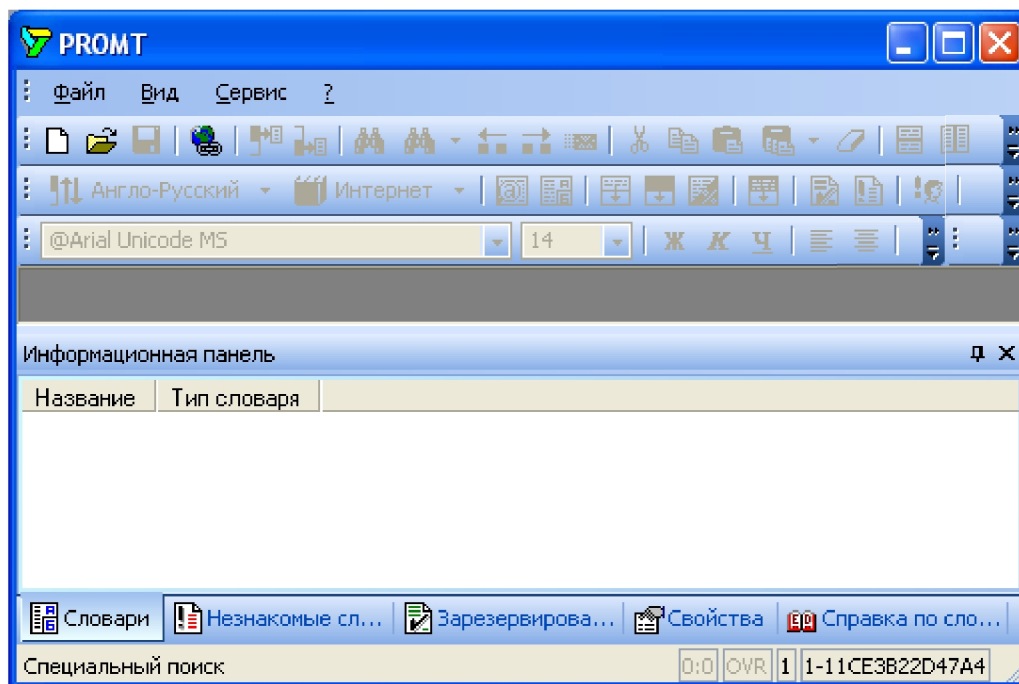 PROMT
Файл Вид Сервис ?
Англо-Русский Интернет
@Arial Unicode MS 14 Ж К Ч
Информационная панель
Название Тип словаря
Словари Незнакомые сл... Зарезервирова... Свойства Справка по сло...
Специальный поиск 0:0 OVR 1 1-11CE3B22D47A4